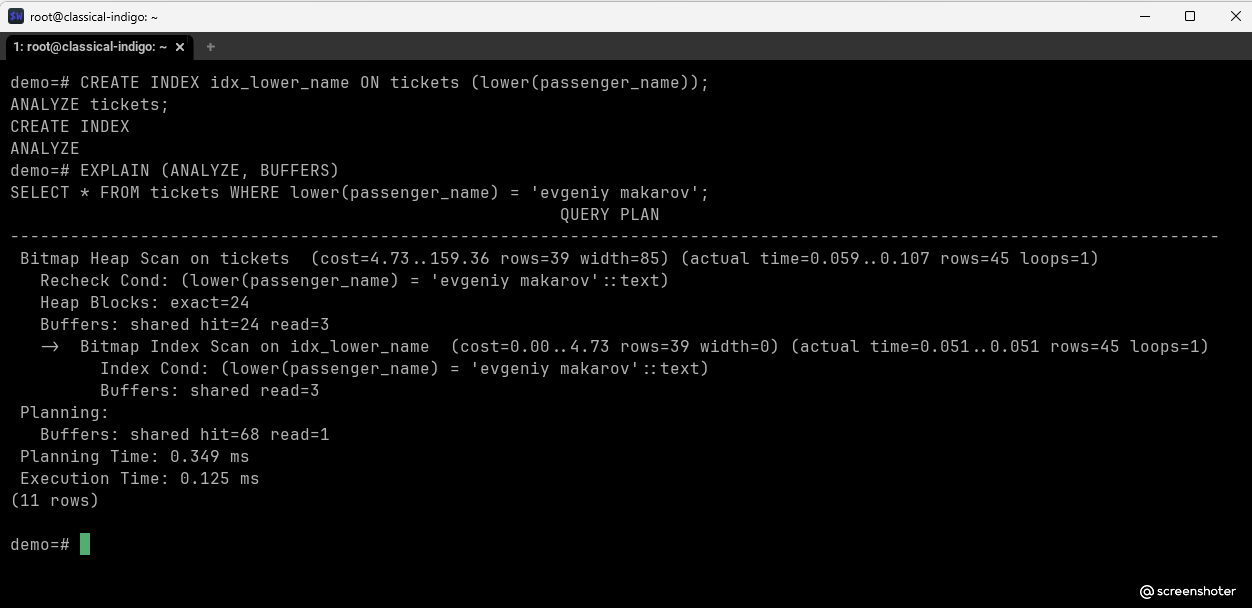 SW root@classical-indigo: ~
1: root@classical-indigo: ~ × +
demo=# CREATE INDEX idx_lower_name ON tickets (lower(passenger_name));
ANALYZE tickets;
CREATE INDEX
ANALYZE
demo=# EXPLAIN (ANALYZE, BUFFERS)
SELECT * FROM tickets WHERE lower(passenger_name) = 'evgeniy makarov';
QUERY PLAN
-------------------------------------------------------------------------------------------------------------------------
Bitmap Heap Scan on tickets  (cost=4.73..159.36 rows=39 width=85) (actual time=0.059..0.107 rows=45 loops=1)
Recheck Cond: (lower(passenger_name) = 'evgeniy makarov'::text)
Heap Blocks: exact=24
Buffers: shared hit=24 read=3
->  Bitmap Index Scan on idx_lower_name  (cost=0.00..4.73 rows=39 width=0) (actual time=0.051..0.051 rows=45 loops=1)
Index Cond: (lower(passenger_name) = 'evgeniy makarov'::text)
Buffers: shared read=3
Planning:
Buffers: shared hit=68 read=1
Planning Time: 0.349 ms
Execution Time: 0.125 ms
(11 rows)
demo=#
@screenshoter